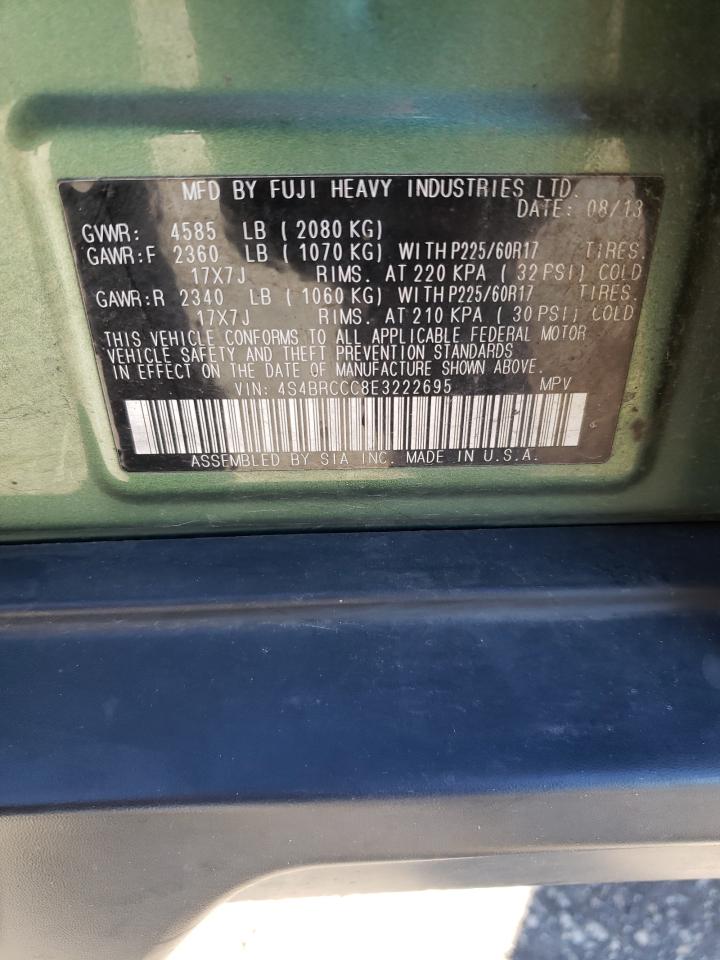 MFD BY FUJI HEAVY INDUSTRIES LTD.
DATE: 08/13
GVWR: 4585 LB ( 2080 KG)
GAWR:F 2360 LB ( 1070 KG) WITH P225/60R17 TIRES.
17X7J RIMS. AT 220 KPA ( 32 PSI) COLD
GAWR:R 2340 LB ( 1060 KG) WITH P225/60R17 TIRES.
17X7J RIMS. AT 210 KPA ( 30 PSI) COLD
THIS VEHICLE CONFORMS TO ALL APPLICABLE FEDERAL MOTOR
VEHICLE SAFETY AND THEFT PREVENTION STANDARDS
IN EFFECT ON THE DATE OF MANUFACTURE SHOWN ABOVE.
VIN: 4S4BRCCC8E3222695 MPV
ASSEMBLED BY SIA INC. MADE IN U.S.A.